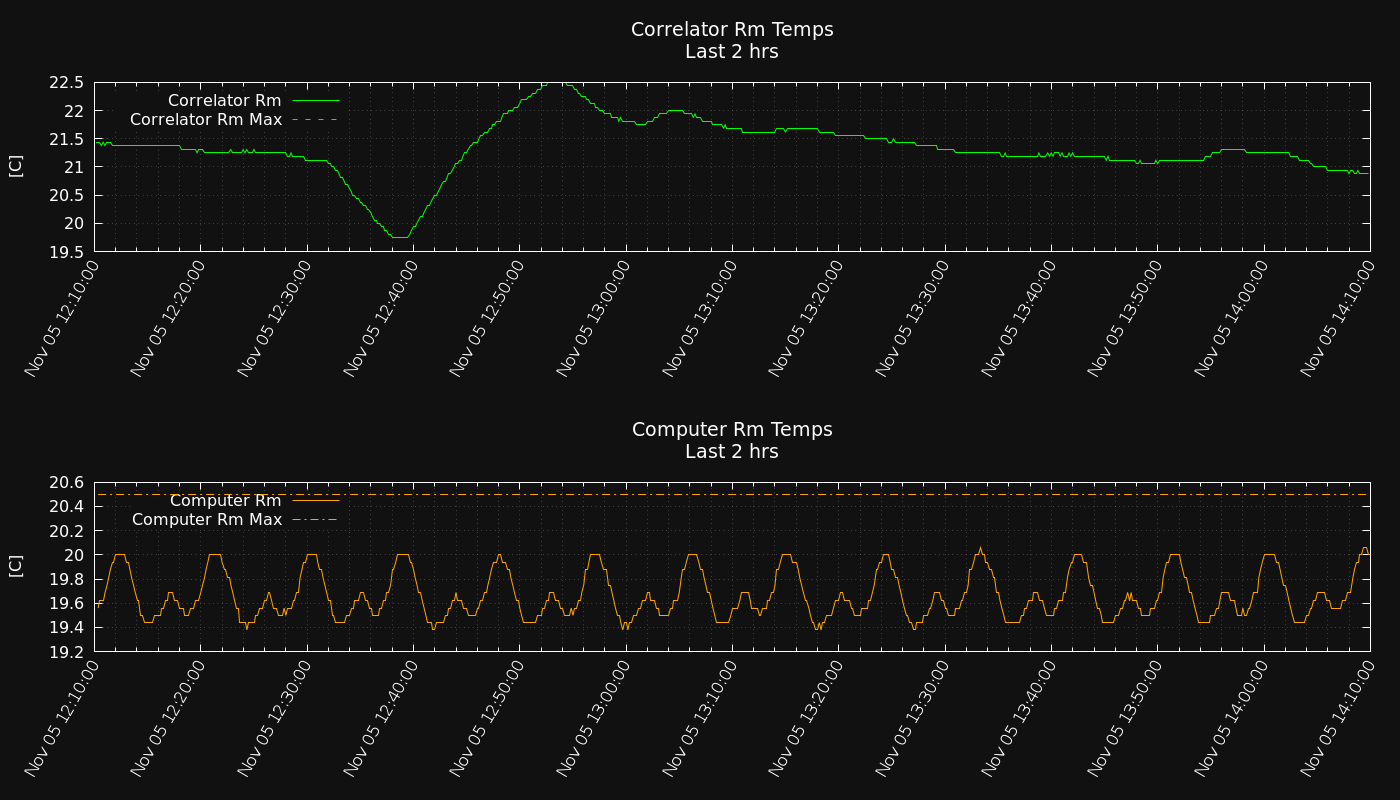 Correlator Rm Temps
Last 2 hrs
22.5
22
21.5
21
20.5
20
19.5
[C]
Correlator Rm
Correlator Rm Max
Nov 05 12:10:00
Nov 05 12:20:00
Nov 05 12:30:00
Nov 05 12:40:00
Nov 05 12:50:00
Nov 05 13:00:00
Nov 05 13:10:00
Nov 05 13:20:00
Nov 05 13:30:00
Nov 05 13:40:00
Nov 05 13:50:00
Nov 05 14:00:00
Nov 05 14:10:00
Computer Rm Temps
Last 2 hrs
20.6
20.4
20.2
20
19.8
19.6
19.4
19.2
[C]
Computer Rm
Computer Rm Max
Nov 05 12:10:00
Nov 05 12:20:00
Nov 05 12:30:00
Nov 05 12:40:00
Nov 05 12:50:00
Nov 05 13:00:00
Nov 05 13:10:00
Nov 05 13:20:00
Nov 05 13:30:00
Nov 05 13:40:00
Nov 05 13:50:00
Nov 05 14:00:00
Nov 05 14:10:00